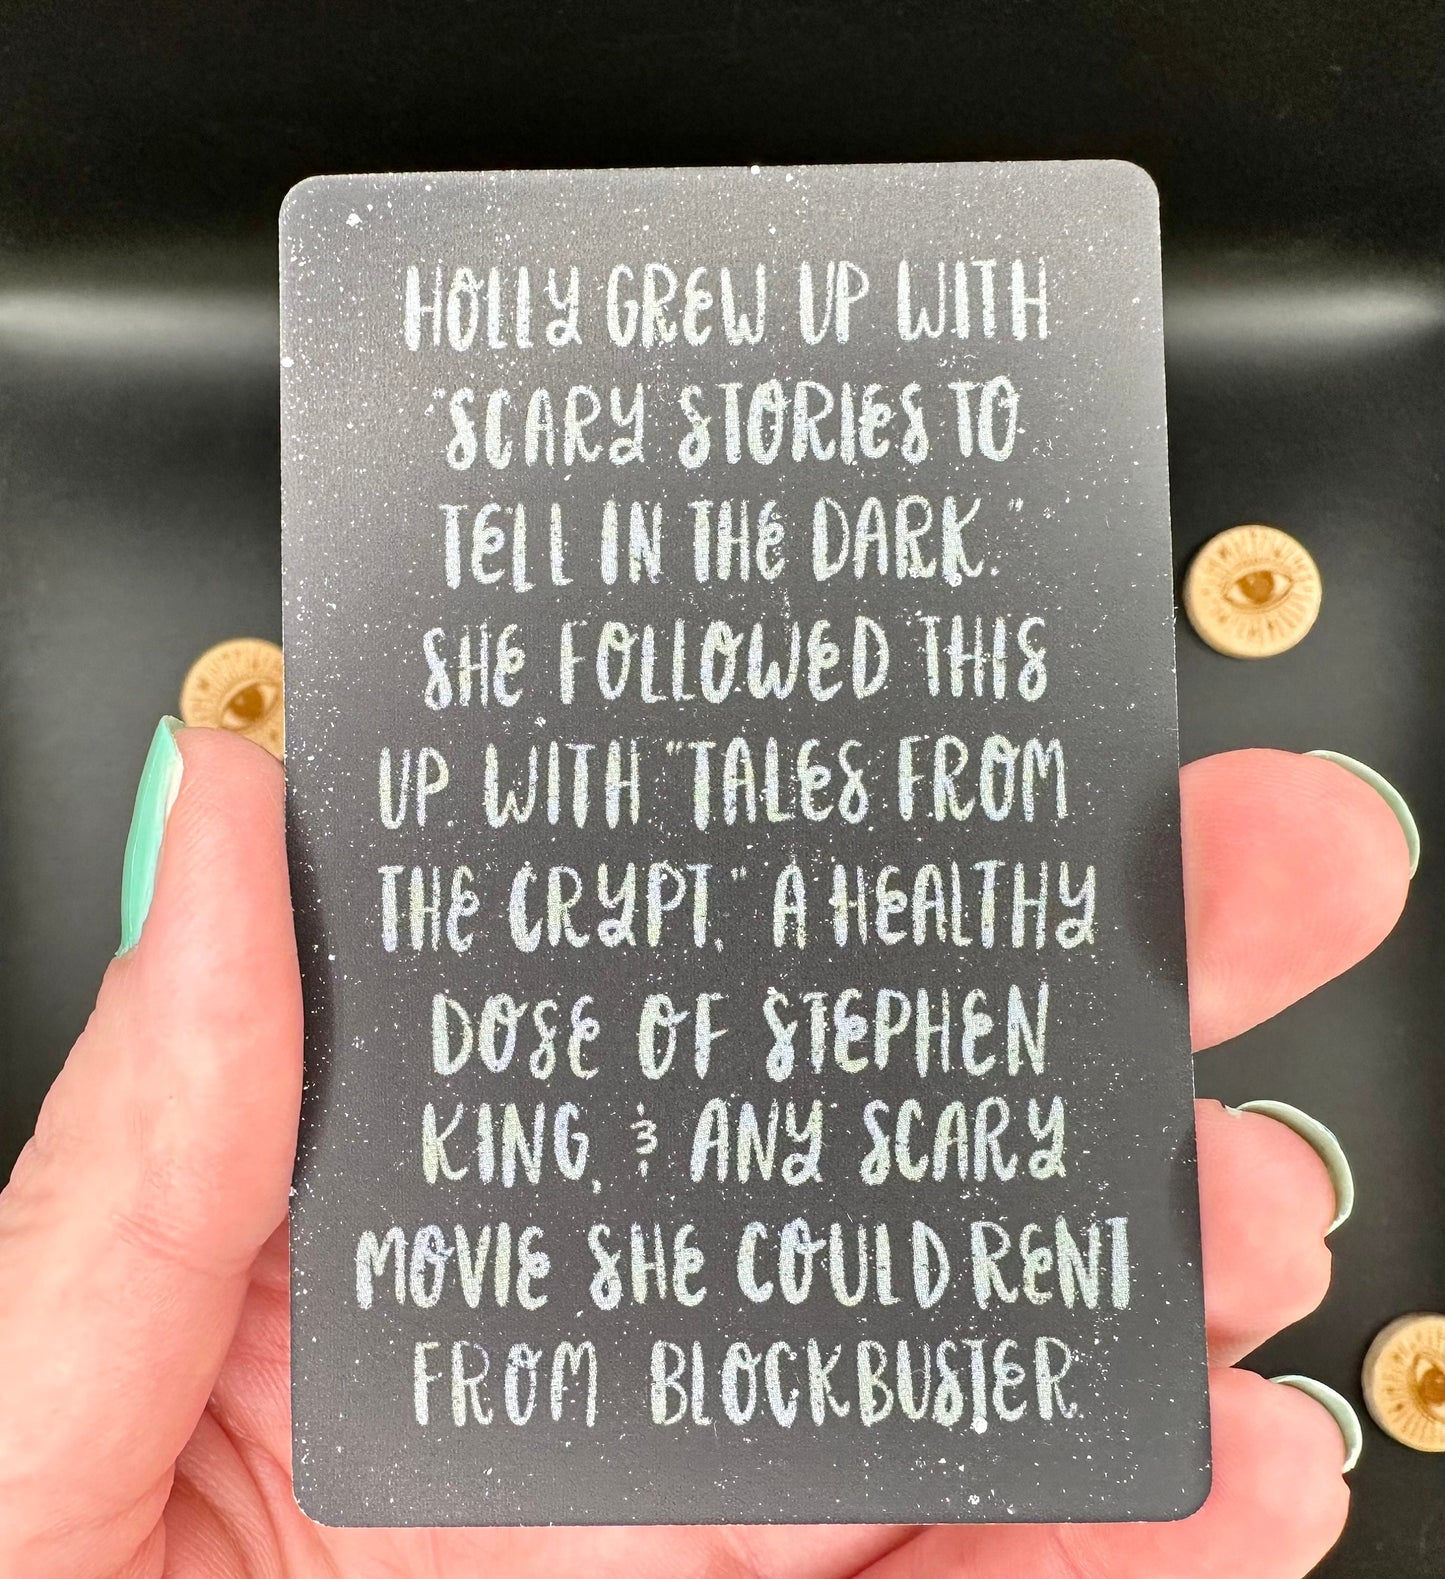 HOLLY GREW UP WITH
"SCARY STORIES TO
TELL IN THE DARK."
SHE FOLLOWED THIS
UP WITH "TALES FROM
THE CRYPT," A HEALTHY
DOSE OF STEPHEN
KING, & ANY SCARY
MOVIE SHE COULD RENT
FROM BLOCKBUSTER.